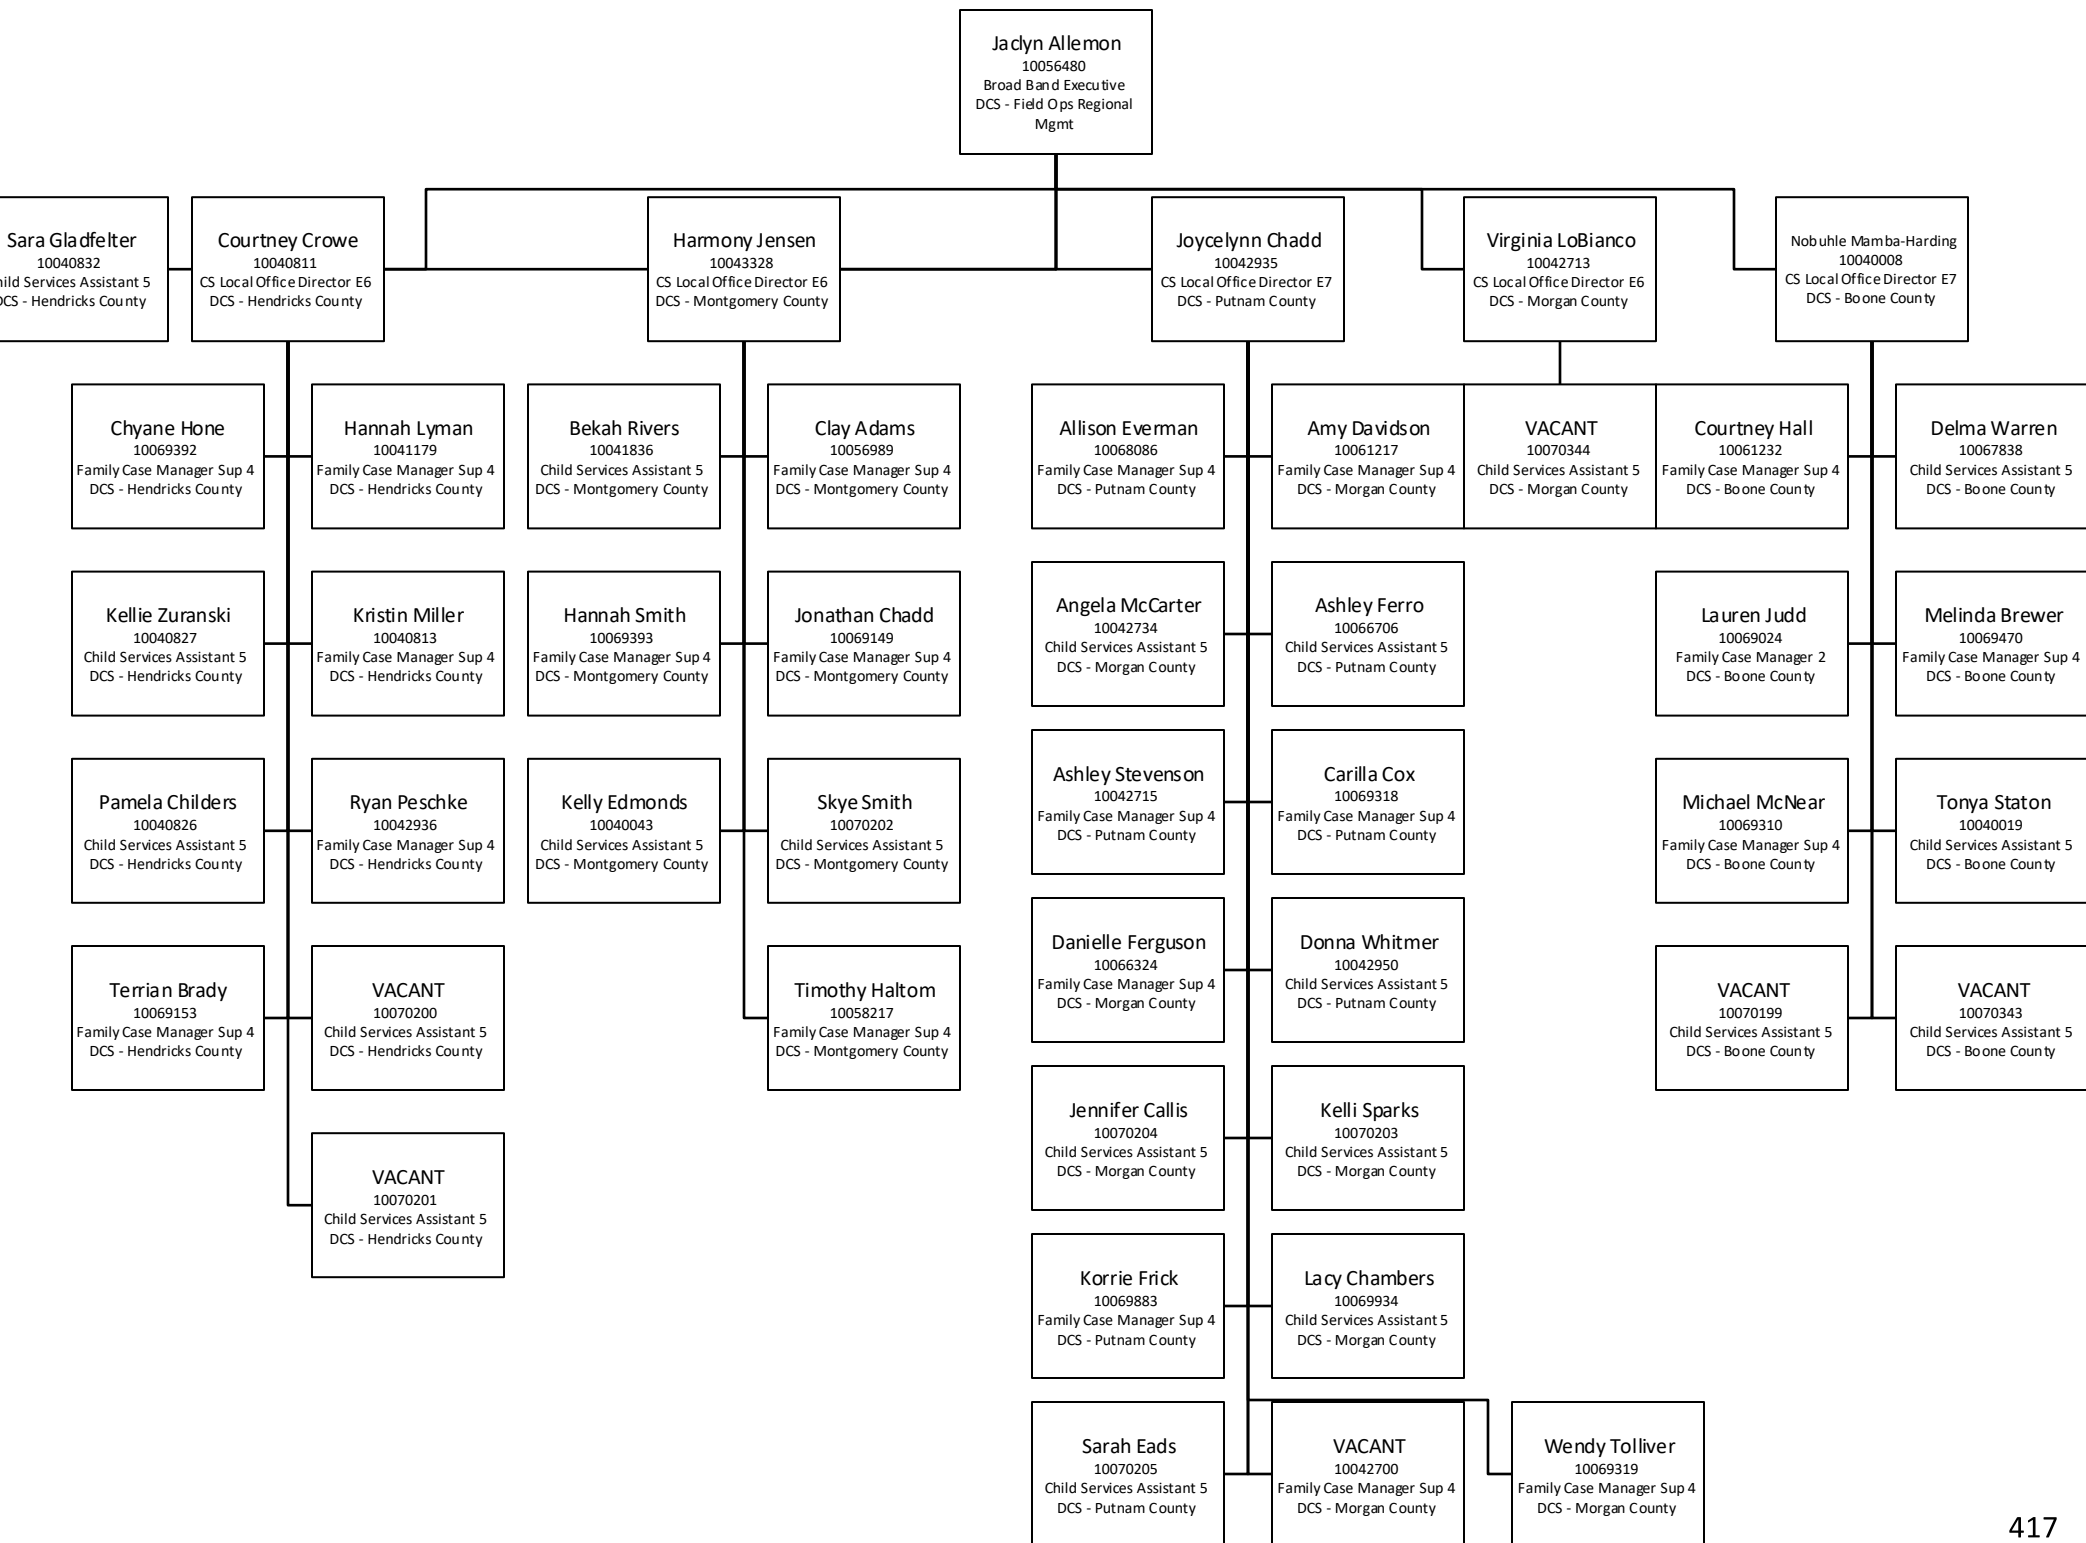 Jaclyn Allemon
10056480
Broad Band Executive
DCS - Field Ops Regional
Mgmt
Sara Gladfelter
10040832
Services Assistant 5
- Hendricks County
Courtney Crowe
10040811
CS Local Office Director E6
DCS - Hendricks County
Harmony Jensen
10043328
CS Local Office Director E6
DCS - Montgomery County
Joycelynn Chadd
10042935
CS Local Office Director E7
DCS - Putnam County
Virginia LoBianco
10042713
CS Local Office Director E6
DCS - Morgan County
Nobuhle Mamba-Harding
10040008
CS Local Office Director E7
DCS - Boone County
Chyane Hone
10069392
Family Case Manager Sup 4
DCS - Hendricks County
Hannah Lyman
10041179
Family Case Manager Sup 4
DCS - Hendricks County
Bekah Rivers
10041836
Child Services Assistant 5
DCS - Montgomery County
Clay Adams
10056989
Family Case Manager Sup 4
DCS - Montgomery County
Allison Everman
10068086
Family Case Manager Sup 4
DCS - Putnam County
Amy Davidson
10061217
Family Case Manager Sup 4
DCS - Morgan County
VACANT
10070344
Child Services Assistant 5
DCS - Morgan County
Courtney Hall
10061232
Family Case Manager Sup 4
DCS - Boone County
Delma Warren
10067838
Child Services Assistant 5
DCS - Boone County
Kellie Zuranski
10040827
Child Services Assistant 5
DCS - Hendricks County
Kristin Miller
10040813
Family Case Manager Sup 4
DCS - Hendricks County
Hannah Smith
10069393
Family Case Manager Sup 4
DCS - Montgomery County
Jonathan Chadd
10069149
Family Case Manager Sup 4
DCS - Montgomery County
Angela McCarter
10042734
Child Services Assistant 5
DCS - Morgan County
Ashley Ferro
10066706
Child Services Assistant 5
DCS - Putnam County
Lauren Judd
10069024
Family Case Manager 2
DCS - Boone County
Melinda Brewer
10069470
Family Case Manager Sup 4
DCS - Boone County
Pamela Childers
10040826
Child Services Assistant 5
DCS - Hendricks County
Ryan Peschke
10042936
Family Case Manager Sup 4
DCS - Hendricks County
Kelly Edmonds
10040043
Child Services Assistant 5
DCS - Montgomery County
Skye Smith
10070202
Child Services Assistant 5
DCS - Montgomery County
Ashley Stevenson
10042715
Family Case Manager Sup 4
DCS - Putnam County
Carilla Cox
10069318
Family Case Manager Sup 4
DCS - Putnam County
Michael McNear
10069310
Family Case Manager Sup 4
DCS - Boone County
Tonya Staton
10040019
Child Services Assistant 5
DCS - Boone County
Terrian Brady
10069153
Family Case Manager Sup 4
DCS - Hendricks County
VACANT
10070200
Child Services Assistant 5
DCS - Hendricks County
Timothy Haltom
10058217
Family Case Manager Sup 4
DCS - Montgomery County
Danielle Ferguson
10066324
Family Case Manager Sup 4
DCS - Morgan County
Donna Whitmer
10042950
Child Services Assistant 5
DCS - Putnam County
VACANT
10070199
Child Services Assistant 5
DCS - Boone County
VACANT
10070343
Child Services Assistant 5
DCS - Boone County
VACANT
10070201
Child Services Assistant 5
DCS - Hendricks County
Jennifer Callis
10070204
Child Services Assistant 5
DCS - Morgan County
Kelli Sparks
10070203
Child Services Assistant 5
DCS - Morgan County
Korrie Frick
10069883
Family Case Manager Sup 4
DCS - Putnam County
Lacy Chambers
10069934
Child Services Assistant 5
DCS - Morgan County
Sarah Eads
10070205
Child Services Assistant 5
DCS - Putnam County
VACANT
10042700
Family Case Manager Sup 4
DCS - Morgan County
Wendy Tolliver
10069319
Family Case Manager Sup 4
DCS - Morgan County
417